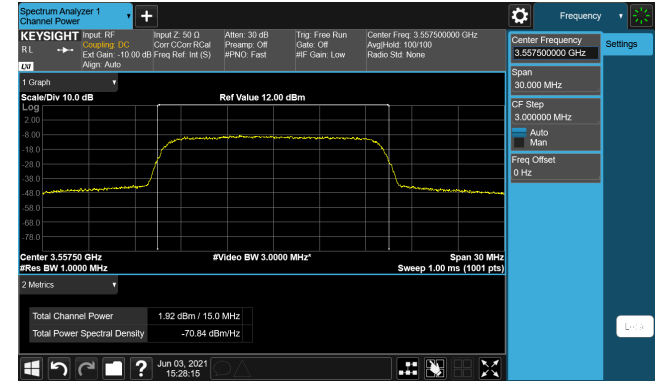 Spectrum Analyzer 1
Channel Power
Frequency
KEYSIGHT
RL
LXI
Input: RF
Coupling: DC
Ext Gain: -10.00 dB
Align: Auto
Input Z: 50 Ω
Corr CCorr RCal
Freq Ref: Int (S)
Atten: 30 dB
Preamp: Off
#PNO: Fast
Trig: Free Run
Gate: Off
#IF Gain: Low
Center Freq: 3.557500000 GHz
Avg|Hold: 100/100
Radio Std: None
1 Graph
Scale/Div 10.0 dB
Ref Value 12.00 dBm
Log
2.00
-8.00
-18.0
-28.0
-38.0
-48.0
-58.0
-68.0
-78.0
Center 3.55750 GHz
#Video BW 3.0000 MHz*
Span 30 MHz
#Res BW 1.0000 MHz
Sweep 1.00 ms (1001 pts)
2 Metrics
Total Channel Power 1.92 dBm / 15.0 MHz
Total Power Spectral Density -70.84 dBm/Hz
Center Frequency
3.557500000 GHz
Settings
Span
30.000 MHz
CF Step
3.000000 MHz
Auto
Man
Freq Offset
0 Hz
?
Jun 03, 2021
15:28:15